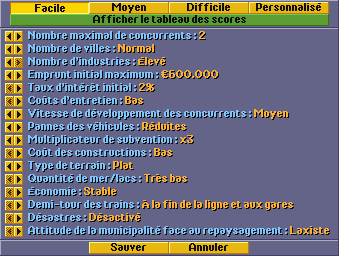 Facile Moyen Difficile Personnalisé
Afficher le tableau des scores
Nombre maximal de concurrents : 2
Nombre de villes : Normal
Nombre d'industries : Élevé
Emprunt initial maximum : €600.000
Taux d'intérêt initial : 2%
Coûts d'entretien : Bas
Vitesse de développement des concurrents : Moyen
Pannes des véhicules : Réduites
Multiplicateur de subvention : x3
Coût des constructions : Bas
Type de terrain : Plat
Quantité de mer/lacs : Très bas
Économie : Stable
Demi-tour des trains : À la fin de la ligne et aux gares
Désastres : Désactivé
Attitude de la municipalité face au repaysagement : Laxiste
Sauver Annuler